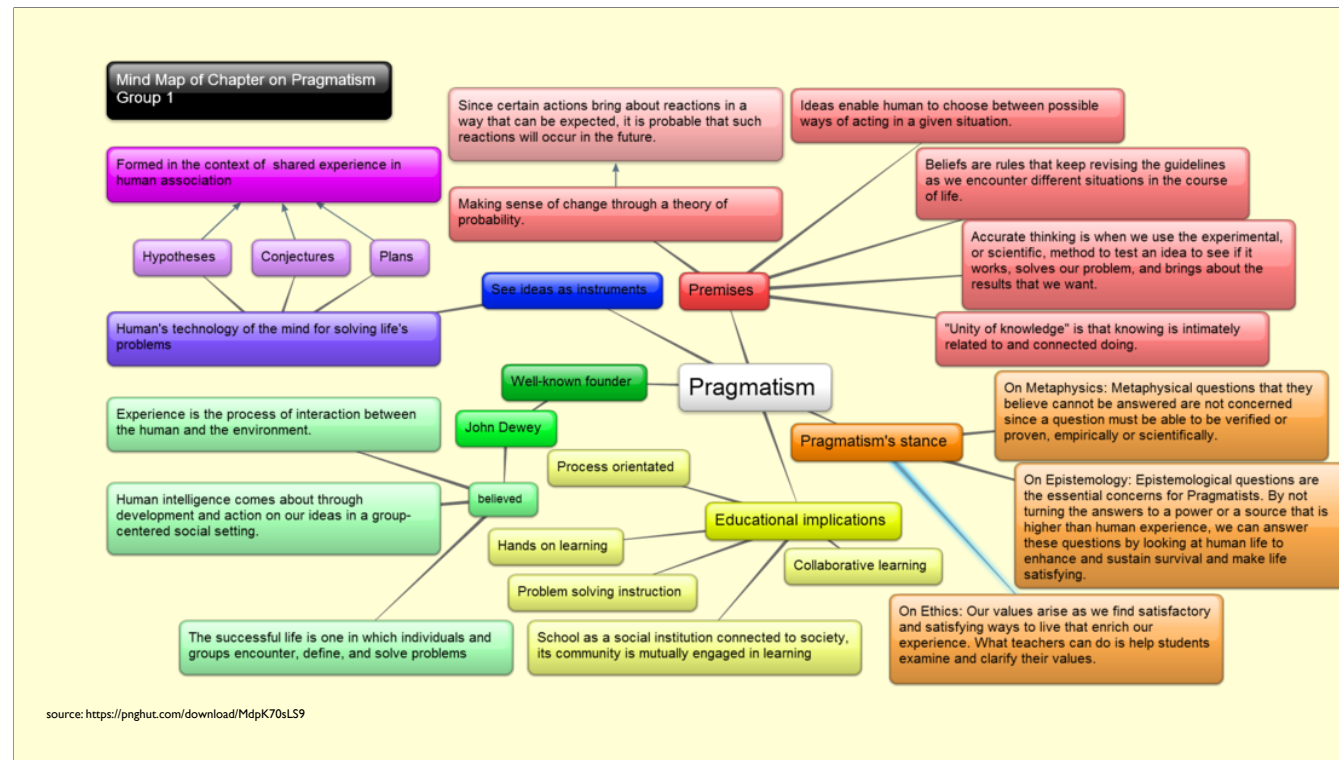 Mind Map of Chapter on Pragmatism
Group 1
Since certain actions bring about reactions in a
way that can be expected, it is probable that such
reactions will occur in the future.
Ideas enable human to choose between possible
ways of acting in a given situation.
Formed in the context of  shared experience in
human association
Beliefs are rules that keep revising the guidelines
as we encounter different situations in the course
of life.
Making sense of change through a theory of
probability.
Accurate thinking is when we use the experimental,
or scientific, method to test an idea to see if it
works, solves our problem, and brings about the
results that we want.
Hypotheses
Conjectures
Plans
See ideas as instruments
Premises
Human's technology of the mind for solving life's
problems
"Unity of knowledge" is that knowing is intimately
related to and connected doing.
Well-known founder
Pragmatism
On Metaphysics: Metaphysical questions that they
believe cannot be answered are not concerned
since a question must be able to be verified or
proven, empirically or scientifically.
Experience is the process of interaction between
the human and the environment.
John Dewey
Pragmatism's stance
Process orientated
On Epistemology: Epistemological questions are
the essential concerns for Pragmatists. By not
turning the answers to a power or a source that is
higher than human experience, we can answer
these questions by looking at human life to
enhance and sustain survival and make life
satisfying.
Human intelligence comes about through
development and action on our ideas in a group-
centered social setting.
believed
Educational implications
Hands on learning
Collaborative learning
Problem solving instruction
On Ethics: Our values arise as we find satisfactory
and satisfying ways to live that enrich our
experience. What teachers can do is help students
examine and clarify their values.
The successful life is one in which individuals and
groups encounter, define, and solve problems
School as a social institution connected to society,
its community is mutually engaged in learning
source: https://pnghut.com/download/MdpK70sLS9